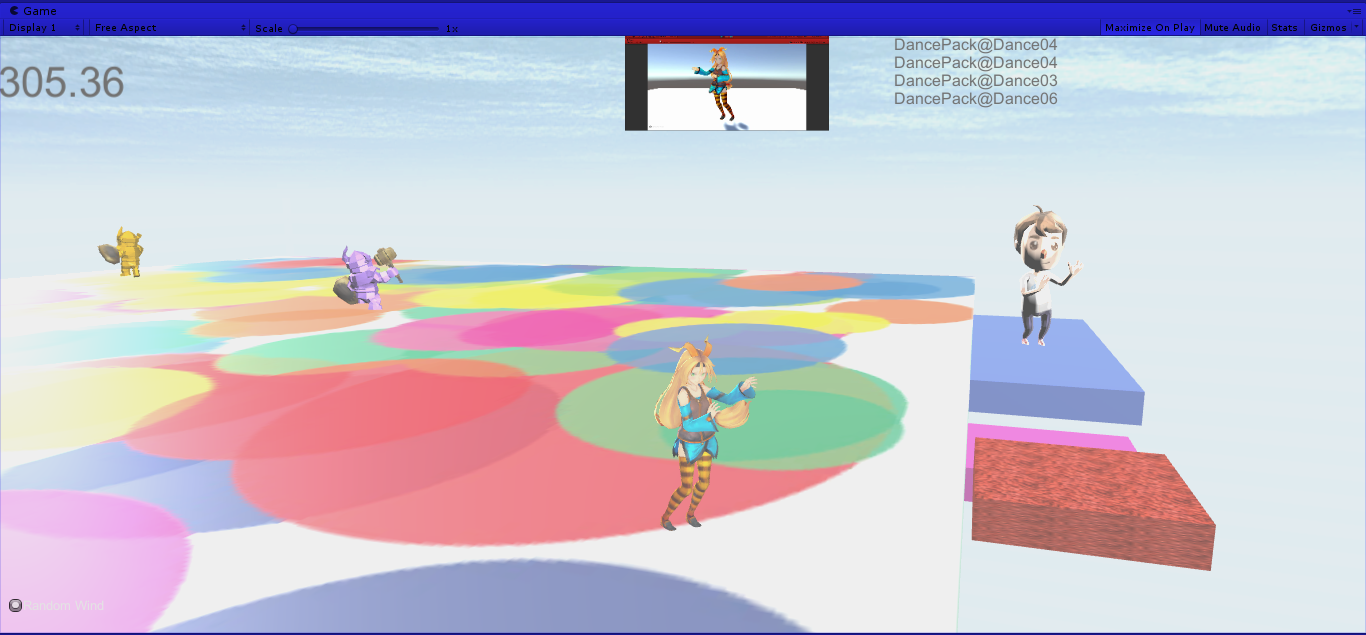 Game
Display 1 Free Aspect Scale 1x Maximize On Play Mute Audio Stats Gizmos
305.36
DancePack@Dance04
DancePack@Dance04
DancePack@Dance03
DancePack@Dance06
Random Wind